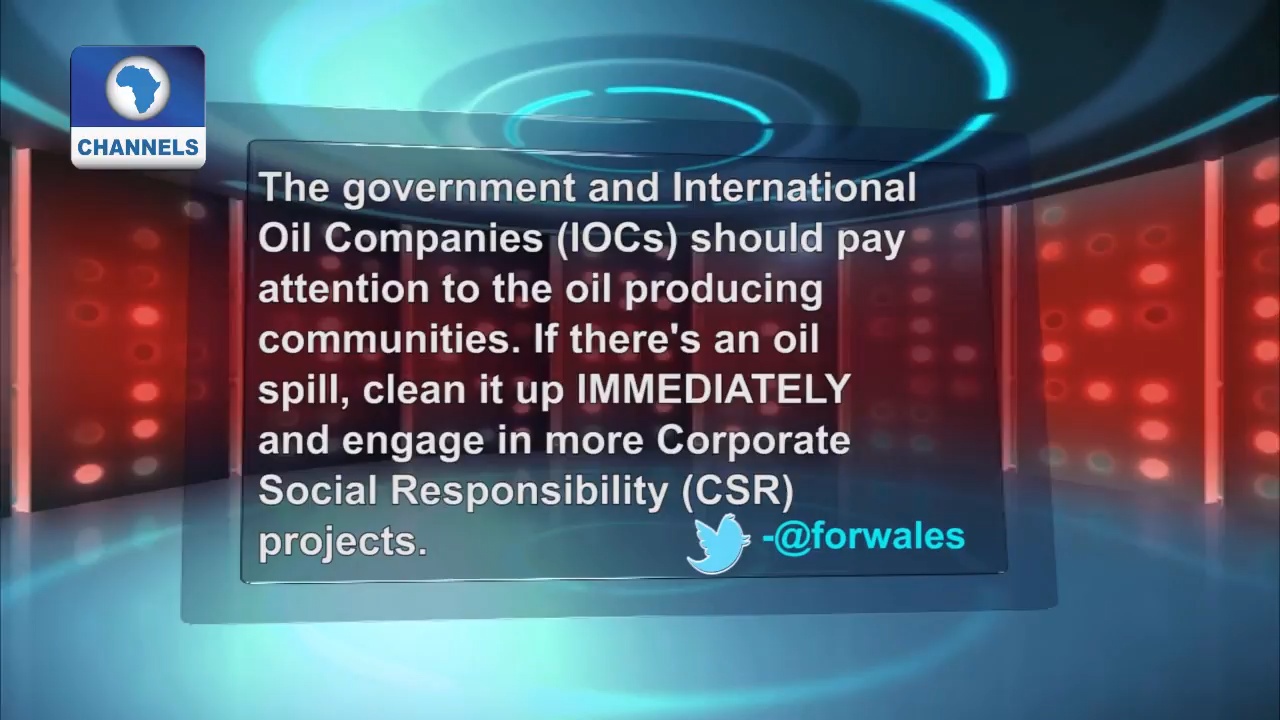 CHANNELS
The government and International
Oil Companies (IOCs) should pay
attention to the oil producing
communities. If there's an oil
spill, clean it up IMMEDIATELY
and engage in more Corporate
Social Responsibility (CSR)
projects.
-@forwales